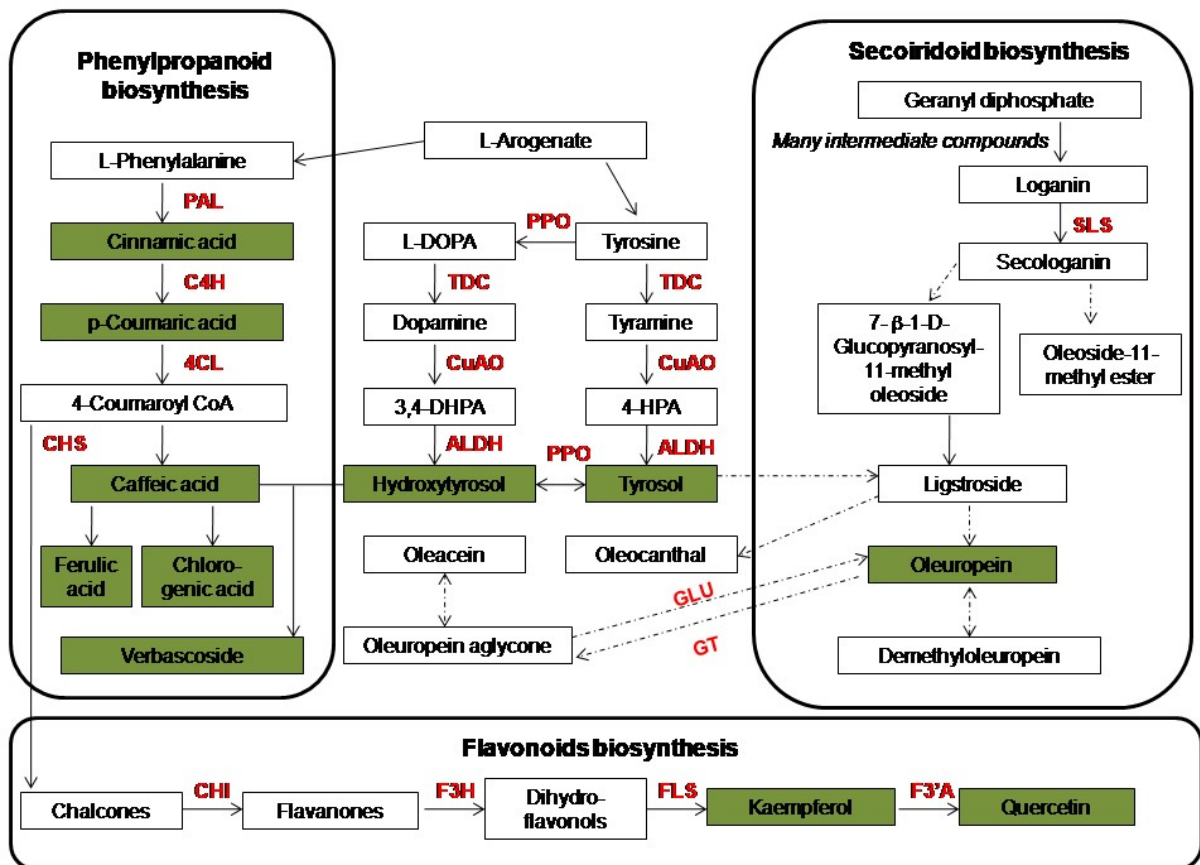 Phenylpropanoid
biosynthesis
L-Phenylalanine
PAL
Cinnamic acid
C4H
p-Coumaric acid
4CL
4-Coumaroyl CoA
CHS
Caffeic acid
Ferulic
acid
Chloro-
genic acid
Verbascoside
L-Arogenate
PPO
L-DOPA
Tyrosine
TDC
TDC
Dopamine
Tyramine
CuAO
CuAO
3,4-DHPA
4-HPA
ALDH
PPO
ALDH
Hydroxytyrosol
Tyrosol
Oleacein
Oleocanthal
GLU
GT
Oleuropein aglycone
Secoiridoid biosynthesis
Geranyl diphosphate
Many intermediate compounds
Loganin
SLS
Secologanin
7- β-1-D-
Glucopyranosyl-
11-methyl
oleoside
Oleoside-11-
methyl ester
Ligstroside
Oleuropein
Demethyloleuropein
Flavonoids biosynthesis
Chalcones
CHI
Flavanones
F3H
Dihydro-
flavonols
FLS
Kaempferol
F3'A
Quercetin